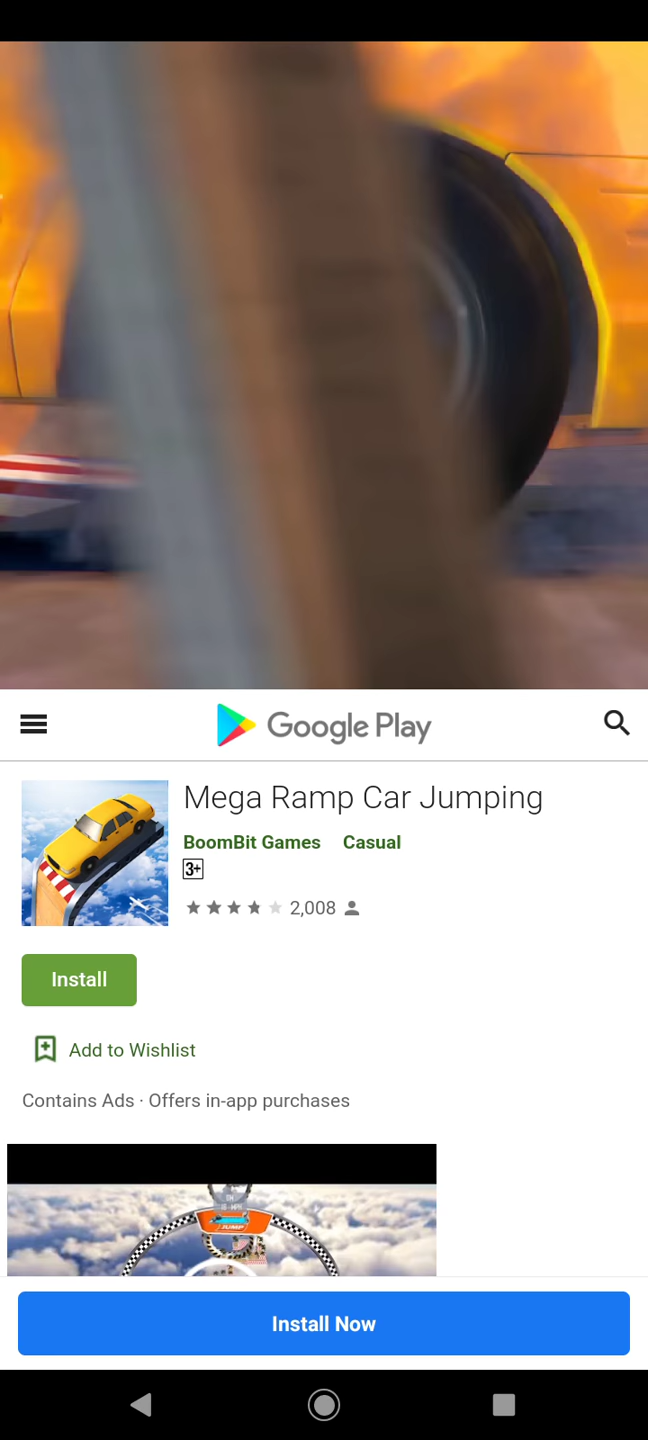 Google Play
Mega Ramp Car Jumping
BoomBit Games Casual
3+
2,008
Install
Add to Wishlist
Contains Ads · Offers in-app purchases
JUMP
Install Now